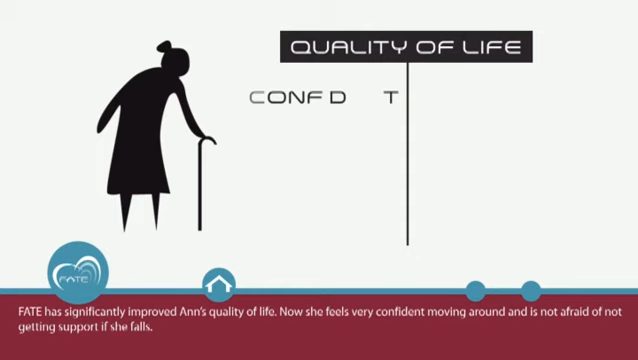 QUALITY OF LIFE
CONF D T
FATE
FATE has significantly improved Ann's quality of life. Now she feels very confident moving around and is not afraid of not
getting support if she falls.